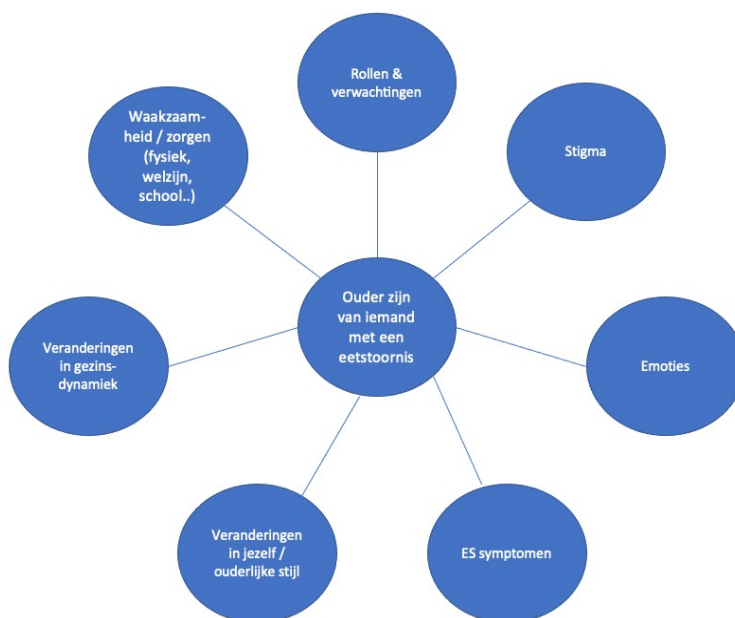 Rollen &
verwachtingen
Waakzaam-
heid / zorgen
(fysiek,
welzijn,
school..)
Stigma
Ouder zijn
van iemand
met een
eetstoornis
Veranderingen
in gezins-
dynamiek
Emoties
Veranderingen
in jezelf /
ouderlijke stijl
ES symptomen